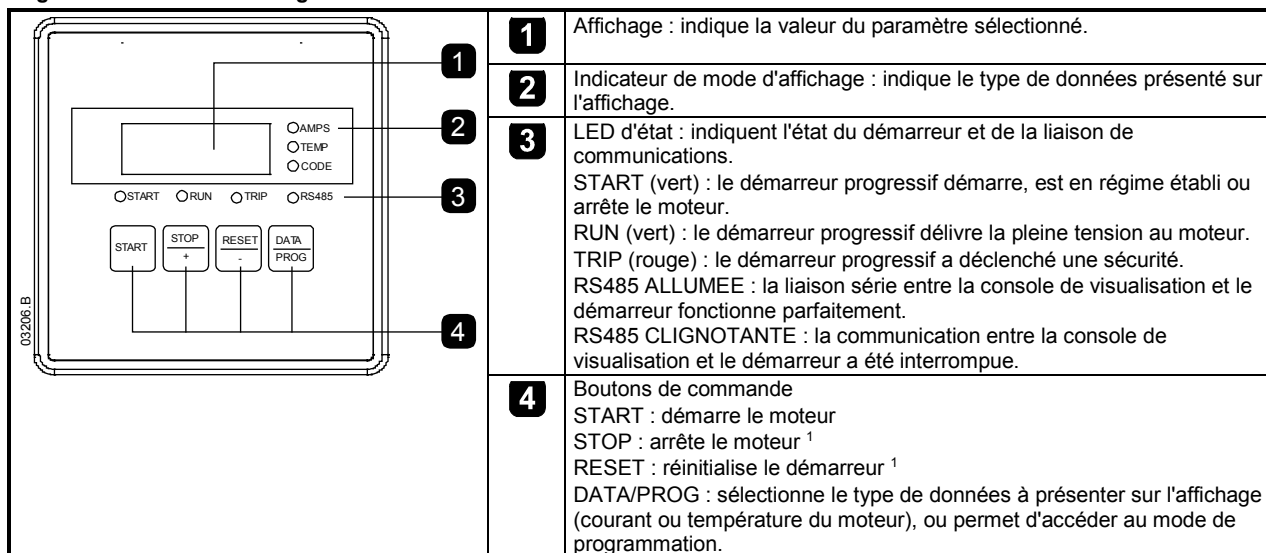 1
2
3
4
AMPS
TEMP
CODE
START RUN TRIP RS485
START
STOP
+
RESET
-
DATA
PROG
03206.B
1
Affichage : indique la valeur du paramètre sélectionné.
2
Indicateur de mode d'affichage : indique le type de données présenté sur
l'affichage.
3
LED d'état : indiquent l'état du démarreur et de la liaison de
communications.
START (vert) : le démarreur progressif démarre, est en régime établi ou
arrête le moteur.
RUN (vert) : le démarreur progressif délivre la pleine tension au moteur.
TRIP (rouge) : le démarreur progressif a déclenché une sécurité.
RS485 ALLUMEE : la liaison série entre la console de visualisation et le
démarreur fonctionne parfaitement.
RS485 CLIGNOTANTE : la communication entre la console de
visualisation et le démarreur a été interrompue.
4
Boutons de commande
START : démarre le moteur
STOP : arrête le moteur 1
RESET : réinitialise le démarreur 1
DATA/PROG : sélectionne le type de données à présenter sur l'affichage
(courant ou température du moteur), ou permet d'accéder au mode de
programmation.